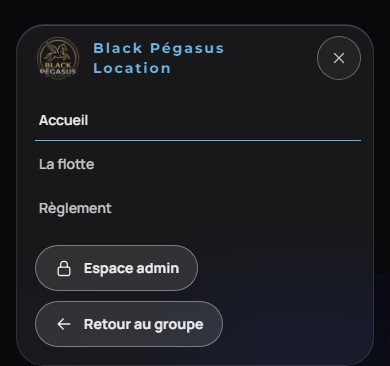 BLACK
PÉGASUS
Black Pégasus
Location
Accueil
La flotte
Règlement
Espace admin
Retour au groupe